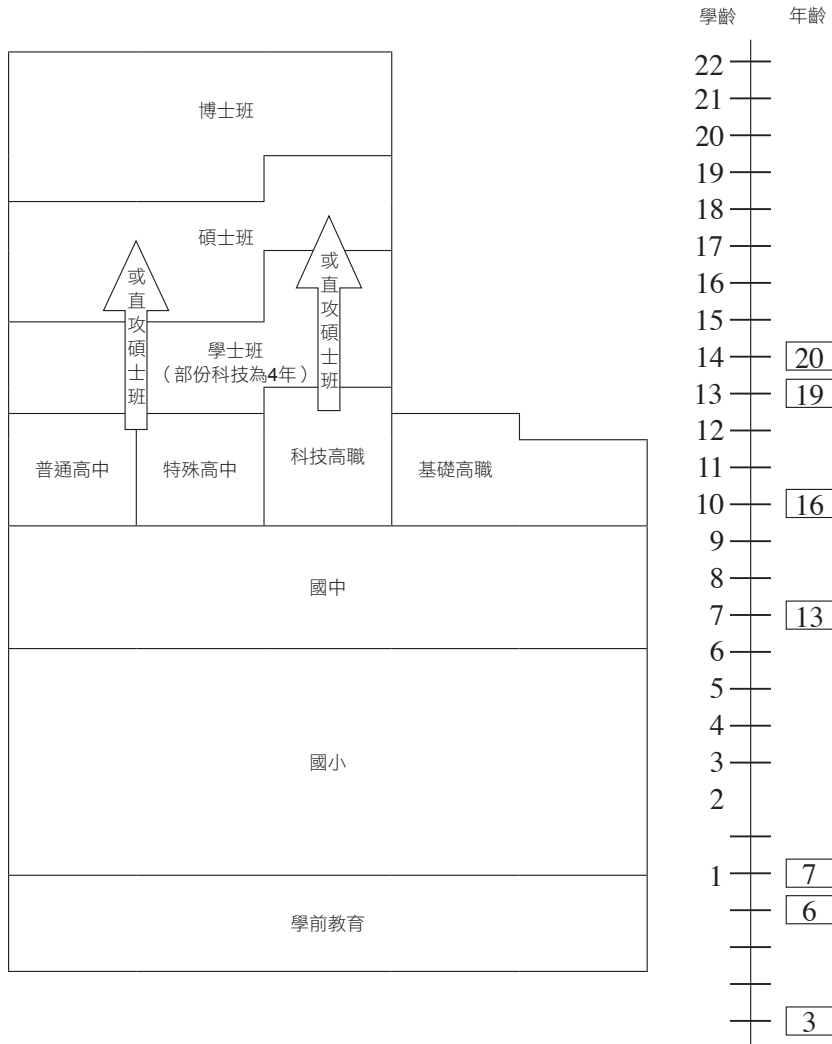 學齡 年齡
22
博士班
21
20
19
18
碩士班
17
或直攻碩士班
或直攻碩士班
16
15
學士班
（部份科技為4年）
14 20
13 19
12
普通高中 特殊高中 科技高職 基礎高職
11
10 16
9
國中
8
7 13
6
5
4
國小
3
2
1 7
學前教育
6
3